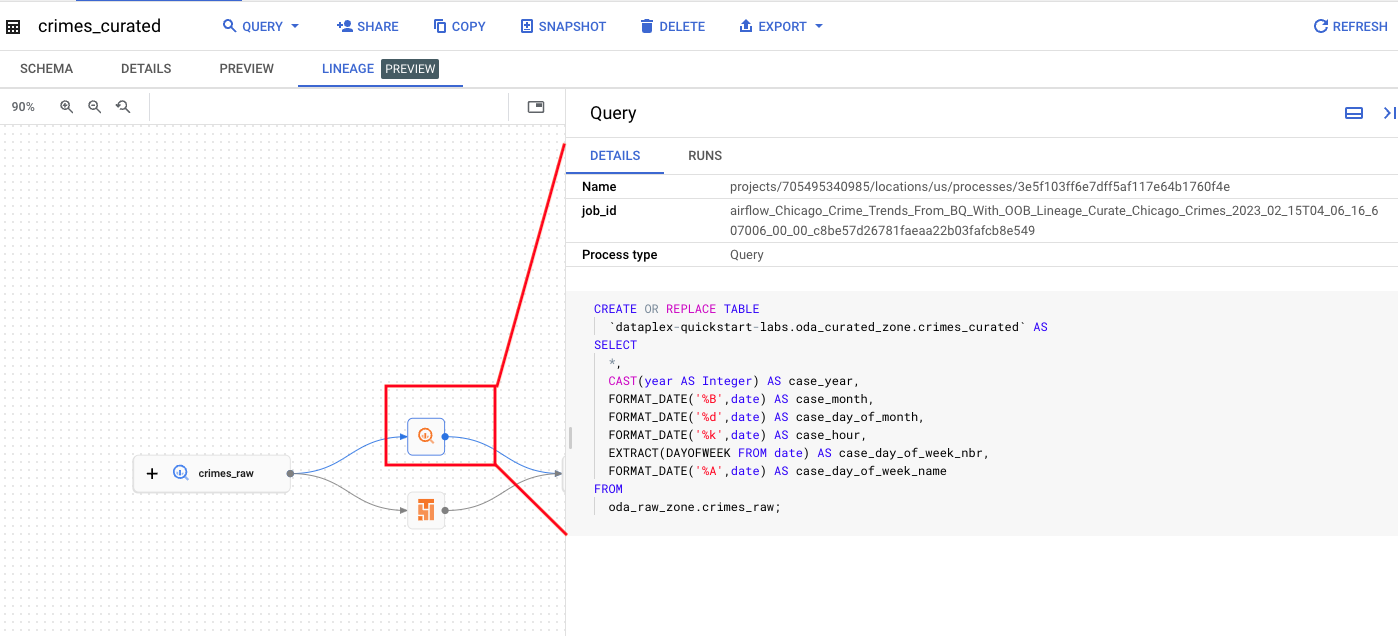 crimes_curated QUERY SHARE COPY SNAPSHOT DELETE EXPORT REFRESH
SCHEMA DETAILS PREVIEW LINEAGE PREVIEW
90%
Query
DETAILS RUNS
Name projects/705495340985/locations/us/processes/3e5f103ff6e7dff5af117e64b1760f4e
job_id airflow_Chicago_Crime_Trends_From_BQ_With_OOB_Lineage_Curate_Chicago_Crimes_2023_02_15T04_06_16_6
07006_00_00_c8be57d26781faeaa22b03fafcb8e549
Process type Query
CREATE OR REPLACE TABLE
`dataplex-quickstart-labs.oda_curated_zone.crimes_curated` AS
SELECT
*,
CAST(year AS Integer) AS case_year,
FORMAT_DATE('%B',date) AS case_month,
FORMAT_DATE('%d',date) AS case_day_of_month,
FORMAT_DATE('%k',date) AS case_hour,
EXTRACT(DAYOFWEEK FROM date) AS case_day_of_week_nbr,
FORMAT_DATE('%A',date) AS case_day_of_week_name
FROM
oda_raw_zone.crimes_raw;
crimes_raw